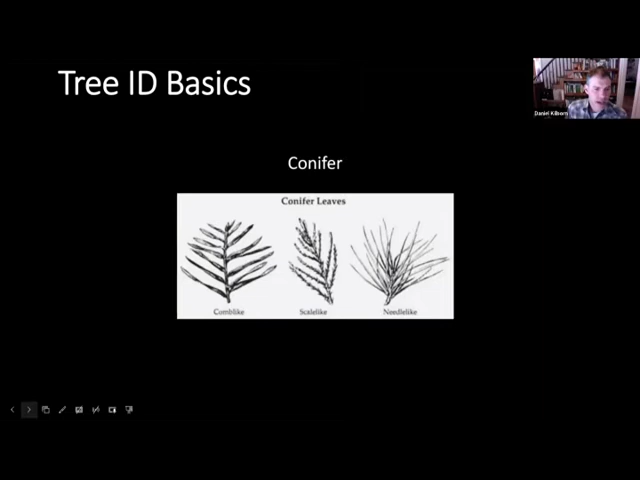 Tree ID Basics
Daniel Kilborn
Conifer
Conifer Leaves
Comblike Scalelike Needlelike